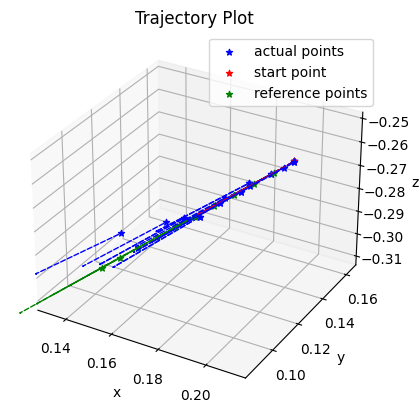 Trajectory Plot
actual points
start point
reference points
−0.25
−0.26
−0.27
−0.28
−0.29
−0.30
−0.31
z
0.16
0.14
0.12
0.10
y
0.14
0.16
0.18
0.20
x